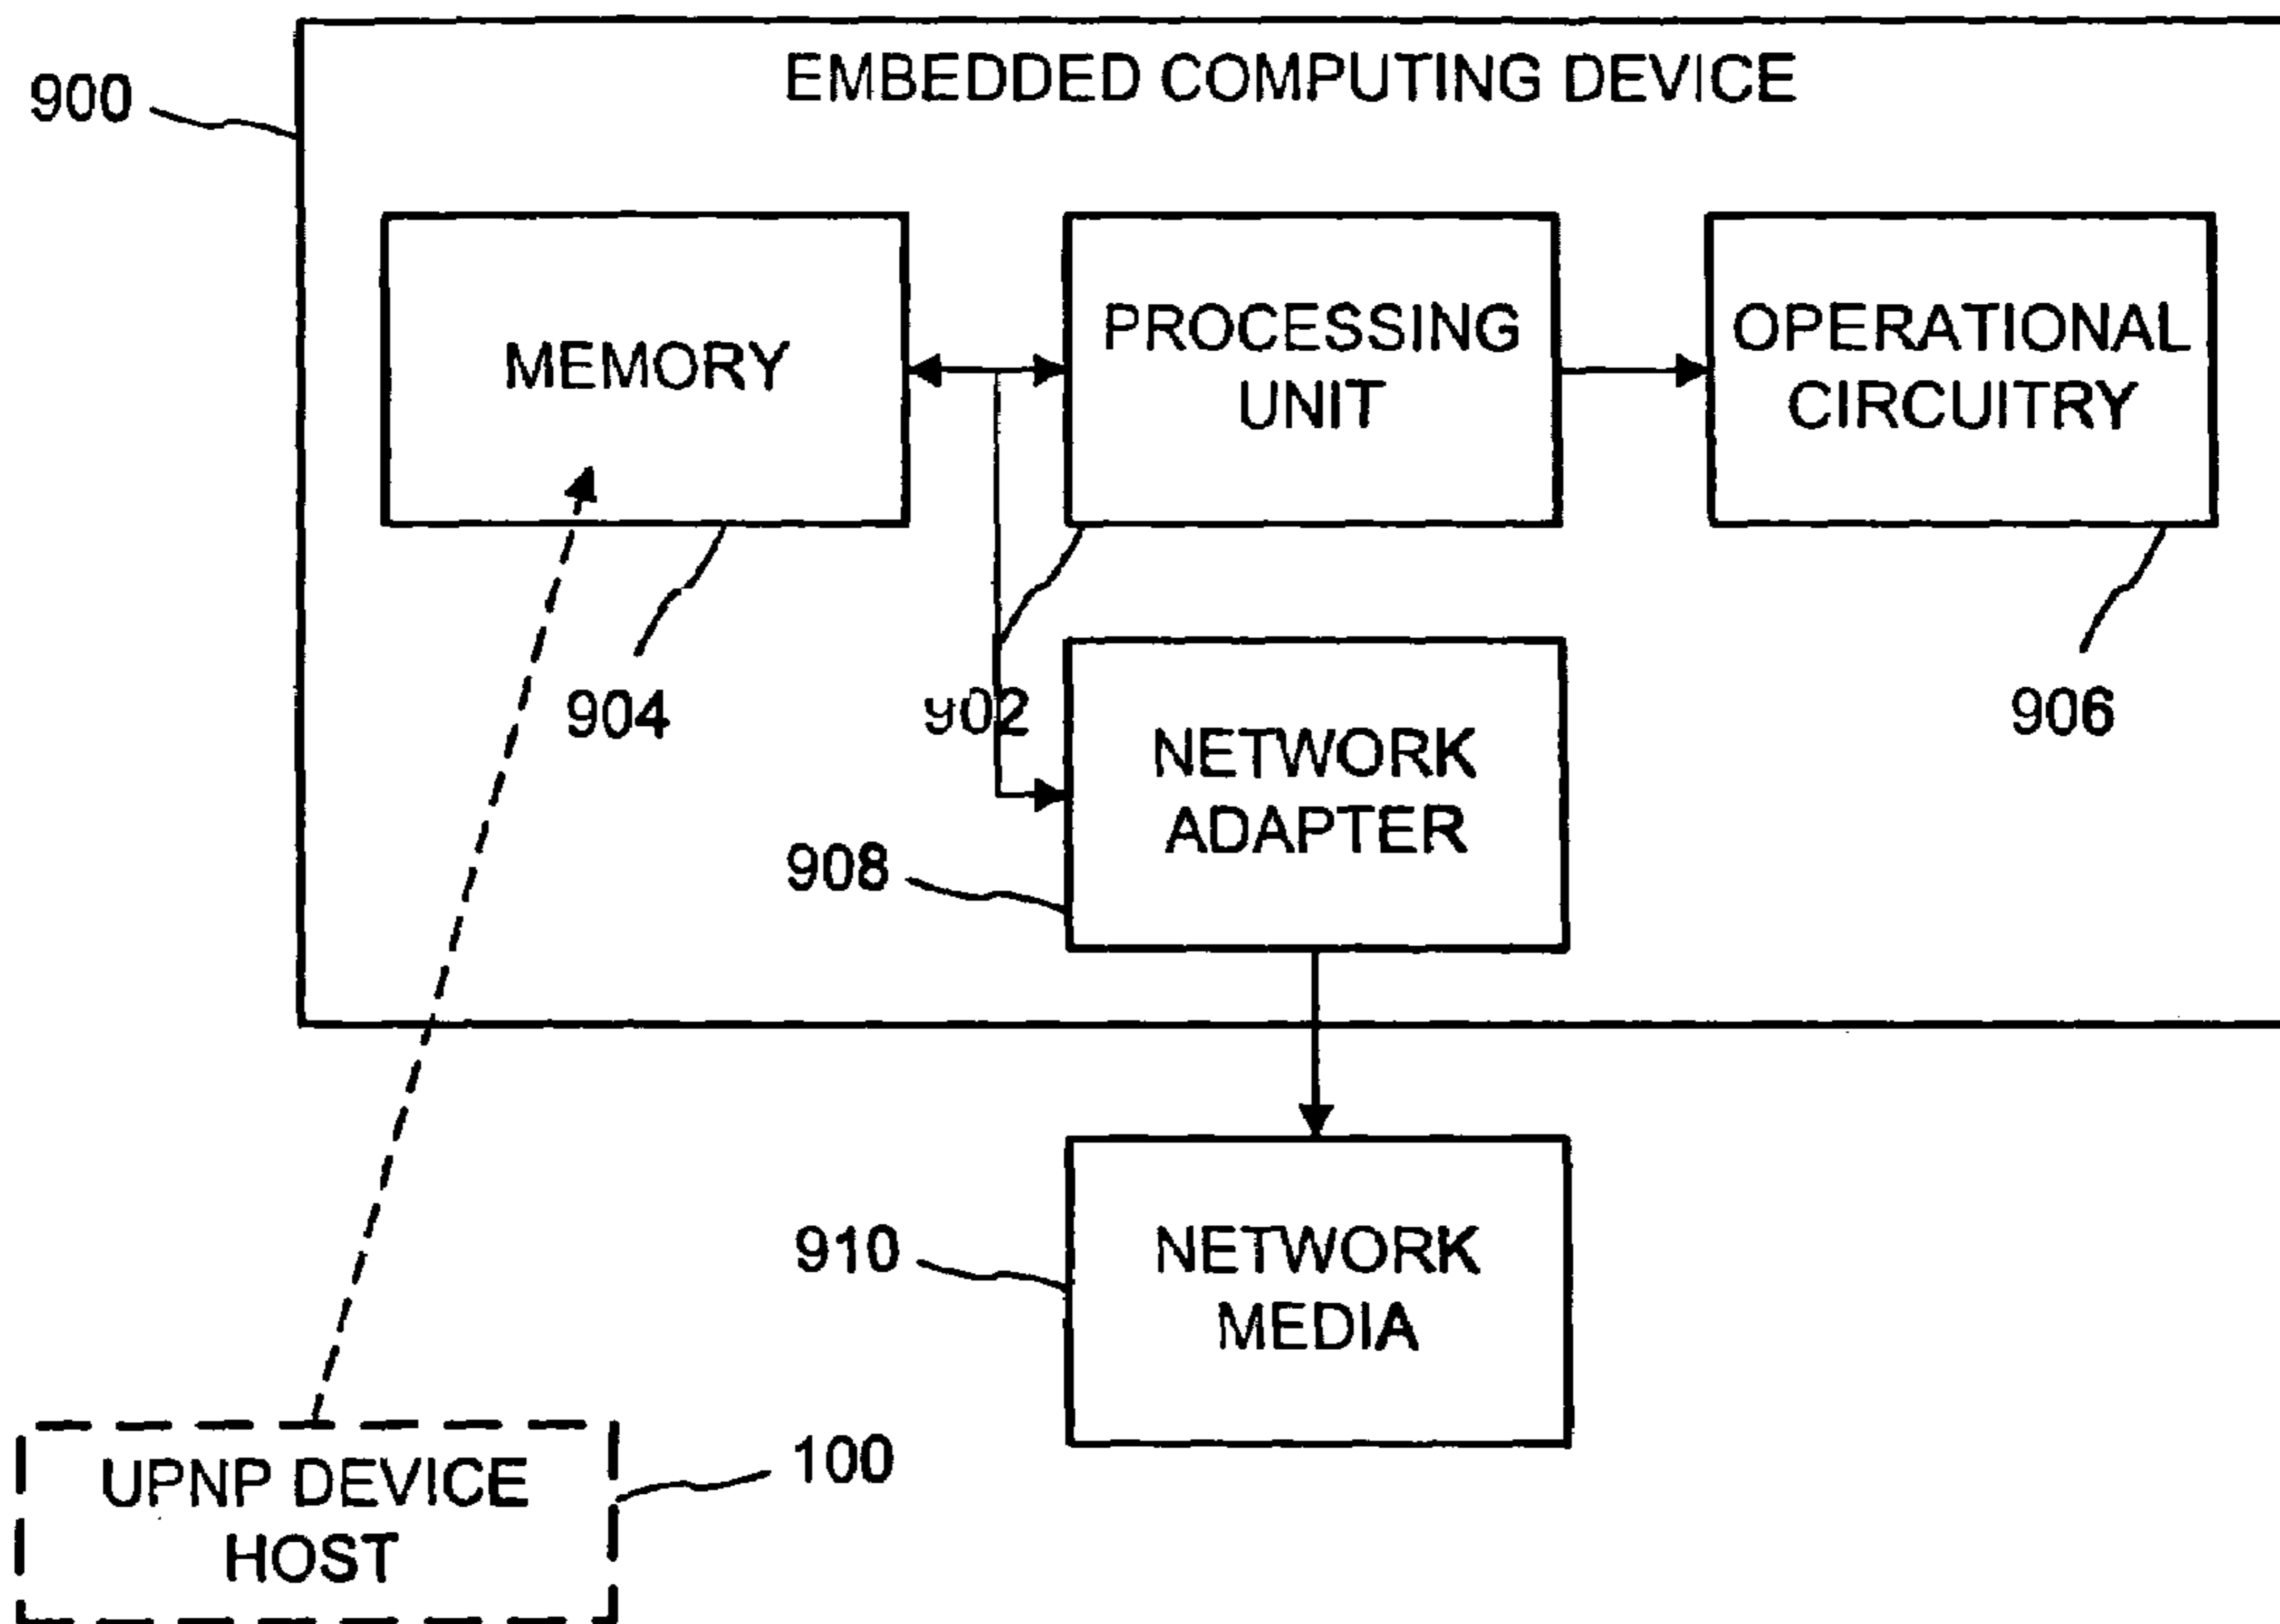 EMBEDDED COMPUTING DEVICE
900
MEMORY
PROCESSING
UNIT
OPERATIONAL
CIRCUITRY
904
902
906
NETWORK
ADAPTER
908
NETWORK
MEDIA
910
UPNP DEVICE
HOST
100